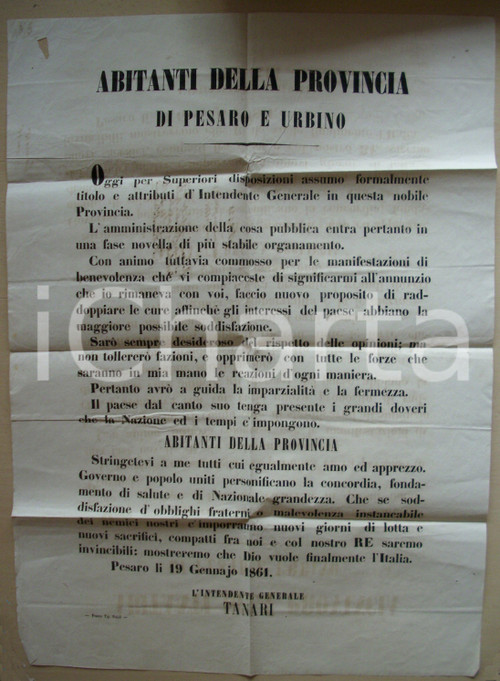 ABITANTI DELLA PROVINCIA
DI PESARO E URBINO
Oggi per Superiori disposizioni assumo formalmente
titolo e attributi d'Intendente Generale in questa nobile
Provincia.
L'amministrazione della cosa pubblica entra pertanto in
una fase novella di più stabile organamento.
Con animo tuttavia commosso per le manifestazioni di
benevolenza che vi compiaceste di significarmi all'annunzio
che io rimaneva con voi, faccio nuovo proposito di rad-
doppiare le cure affinchè gli interessi del paese abbiano la
maggiore possibile soddisfazione.
Sarò sempre desideroso del rispetto delle opinioni; ma
non tollererò fazioni, e opprimerò con tutte le forze che
saranno in mia mano le reazioni d'ogni maniera.
Pertanto avrò a guida la imparzialità e la fermezza.
Il paese dal canto suo tenga presente i grandi doveri
che la Nazione ed i tempi c'impongono.
ABITANTI DELLA PROVINCIA
Stringetevi a me tutti cui egualmente amo ed apprezzo.
Governo e popolo uniti personificano la concordia, fonda-
mento di salute e di Nazionale grandezza. Che se sod-
disfazione d'obblighi fraterni o malevolenza instancabile
dei nemici nostri c'imporranno nuovi giorni di lotta e
nuovi sacrifici, compatti fra noi e col nostro RE saremo
invincibili: mostreremo che Dio vuole finalmente l'Italia.
Pesaro li 19 Gennajo 1861.
L'INTENDENTE GENERALE
TANARI
iCharta